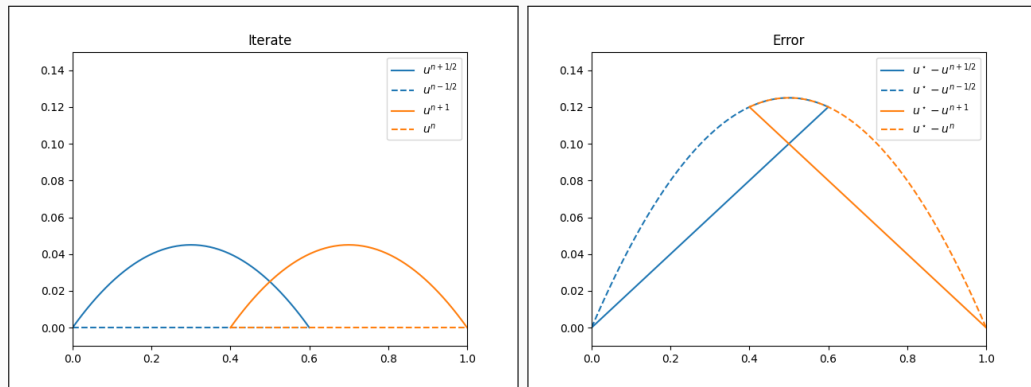 Iterate
0.14
0.12
0.10
0.08
0.06
0.04
0.02
0.00
0.0 0.2 0.4 0.6 0.8 1.0
u^{n+1/2}
u^{n−1/2}
u^{n+1}
u^{n}
Error
0.14
0.12
0.10
0.08
0.06
0.04
0.02
0.00
0.0 0.2 0.4 0.6 0.8 1.0
u^{⋆} − u^{n+1/2}
u^{⋆} − u^{n−1/2}
u^{⋆} − u^{n+1}
u^{⋆} − u^{n}